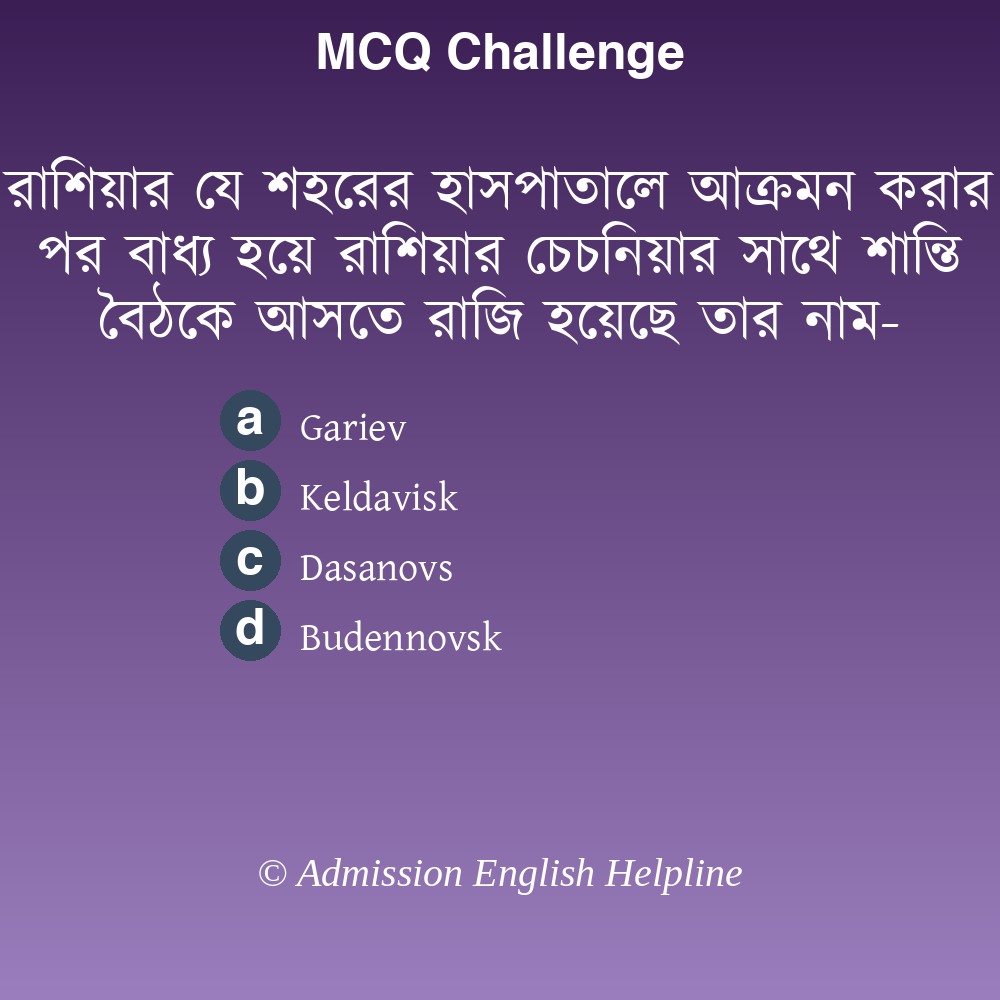 MCQ Challenge
রাশিয়ার যে শহরের হাসপাতালে আক্রমন করার
পর বাধ্য হয়ে রাশিয়ার চেচনিয়ার সাথে শান্তি
বৈঠকে আসতে রাজি হয়েছে তার নাম-
a Gariev
b Keldavisk
c Dasanovs
d Budennovsk
© Admission English Helpline